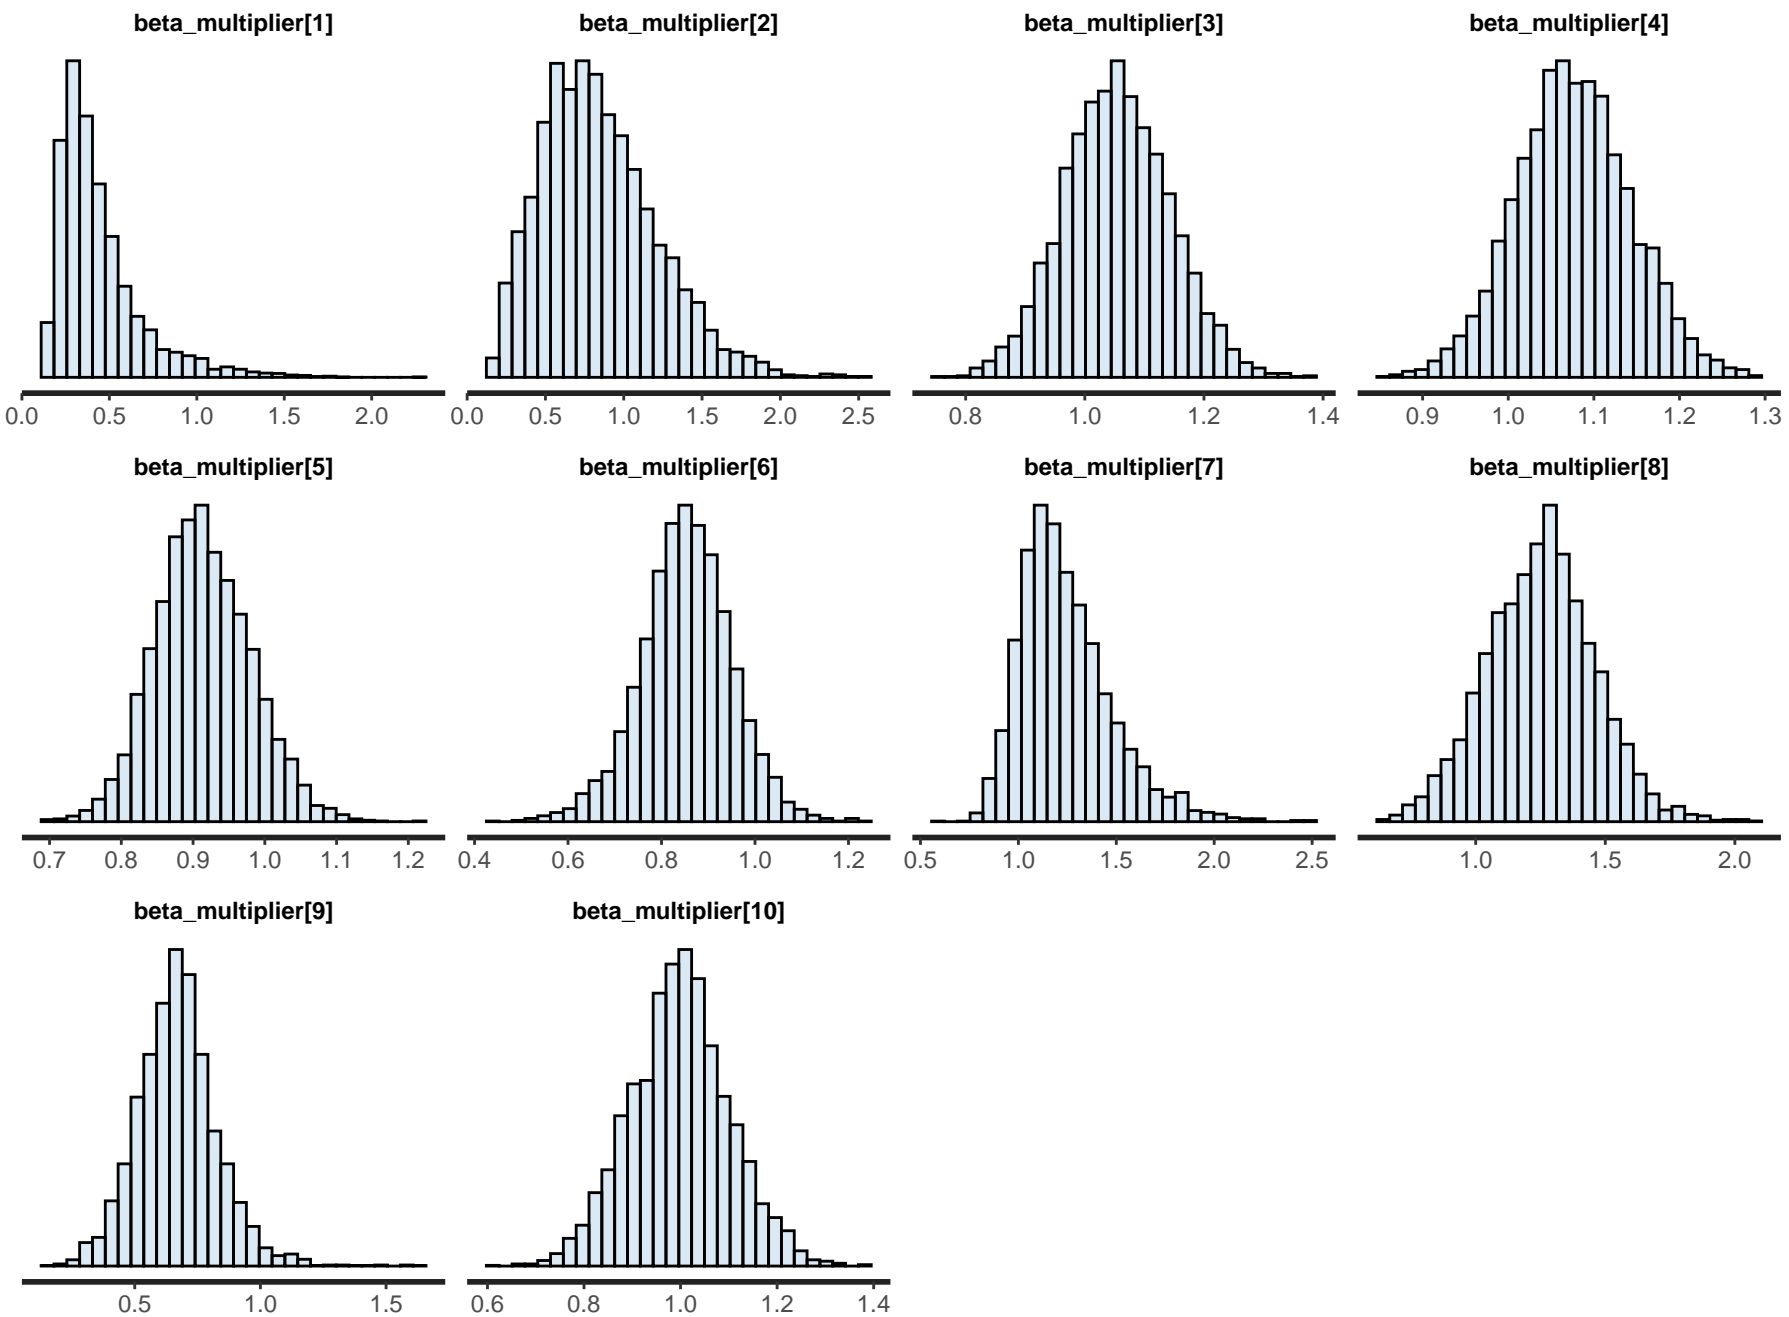 beta_multiplier[1] beta_multiplier[2] beta_multiplier[3] beta_multiplier[4]
0.0 0.5 1.0 1.5 2.0 0.0 0.5 1.0 1.5 2.0 2.5 0.8 1.0 1.2 1.4 0.9 1.0 1.1 1.2 1.3
beta_multiplier[5] beta_multiplier[6] beta_multiplier[7] beta_multiplier[8]
0.7 0.8 0.9 1.0 1.1 1.2 0.4 0.6 0.8 1.0 1.2 0.5 1.0 1.5 2.0 2.5 1.0 1.5 2.0
beta_multiplier[9] beta_multiplier[10]
0.5 1.0 1.5 0.6 0.8 1.0 1.2 1.4